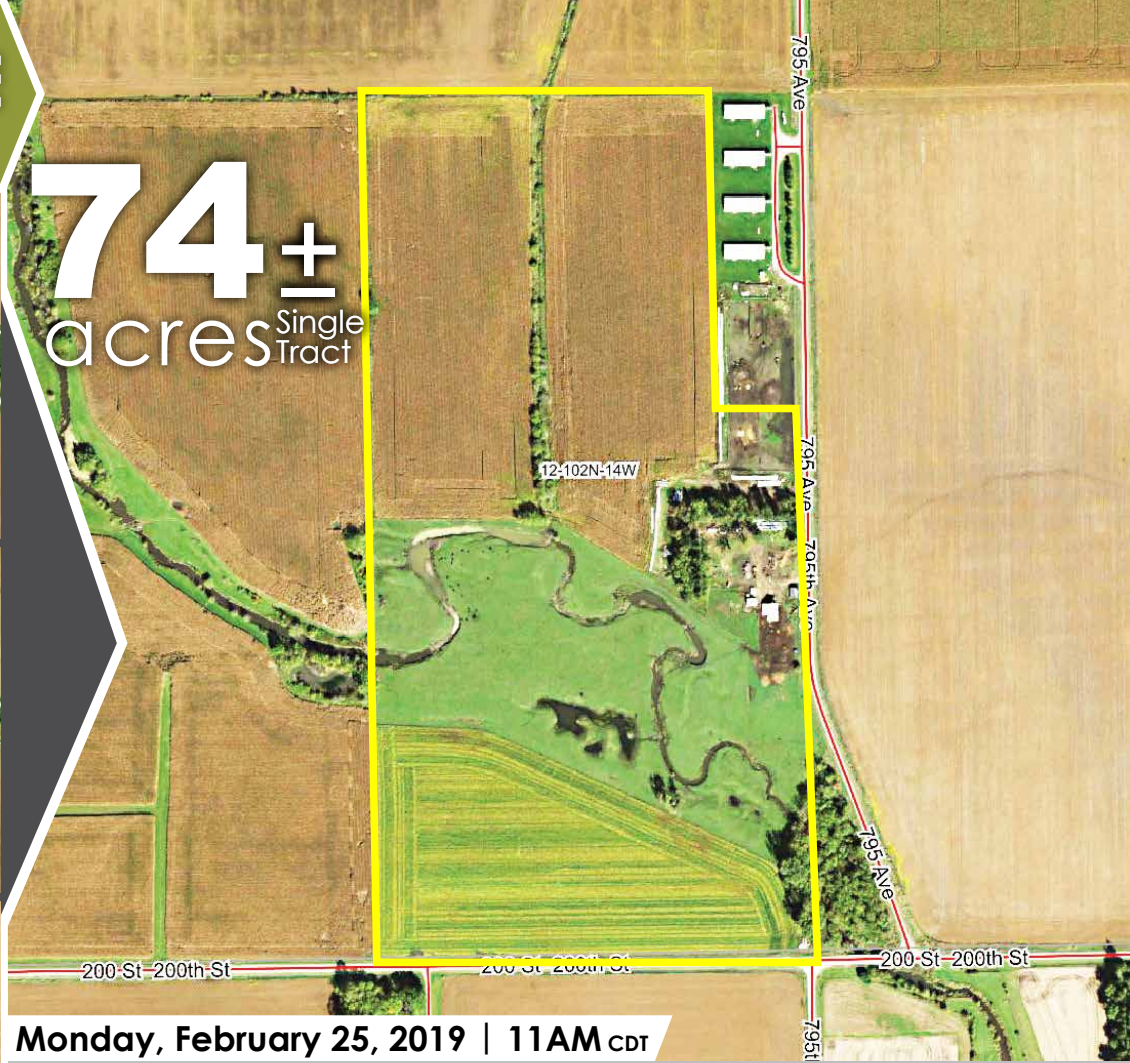 795 Ave
74±
acres Single
Tract
12-102N-14W
795 Ave
795th Ave
795 Ave
200 St 200th St
200 St 200th St
200 St 200th St
Monday, February 25, 2019 | 11AM CDT